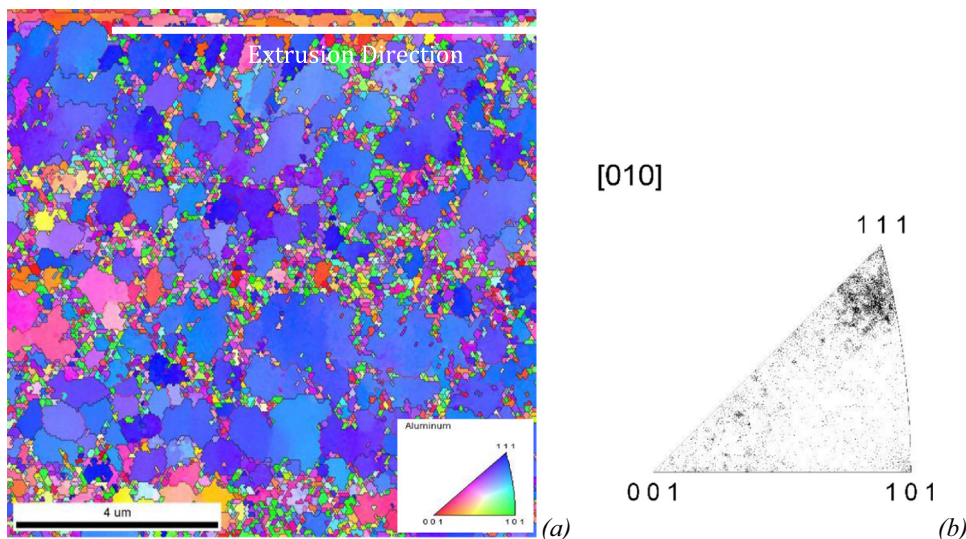 Extrusion Direction
[010]
1 1 1
Aluminum
1 1 1
0 0 1
1 0 1
4 um
0 0 1
1 0 1
(a)
(b)